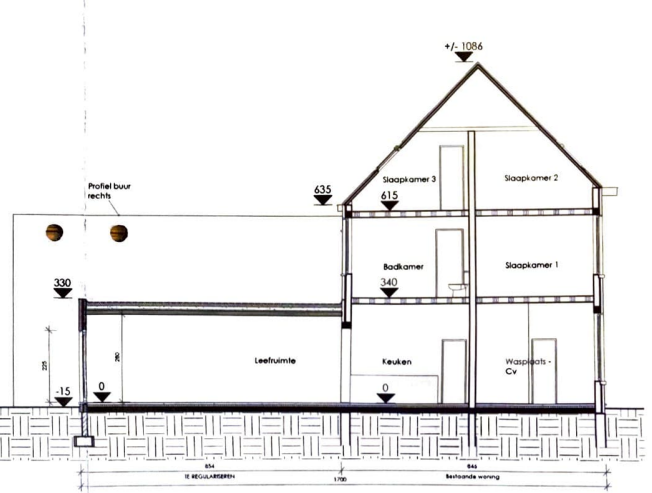 +/- 1086
Profiel buur
rechts
635
Slaapkamer 3
615
Slaapkamer 2
330
Badkamer
340
Slaapkamer 1
225
280
Leefruimte
Keuken
Wasplaats -
Cv
-15
0
0
854
846
TE REGULARISEREN
1700
Bestaande woning